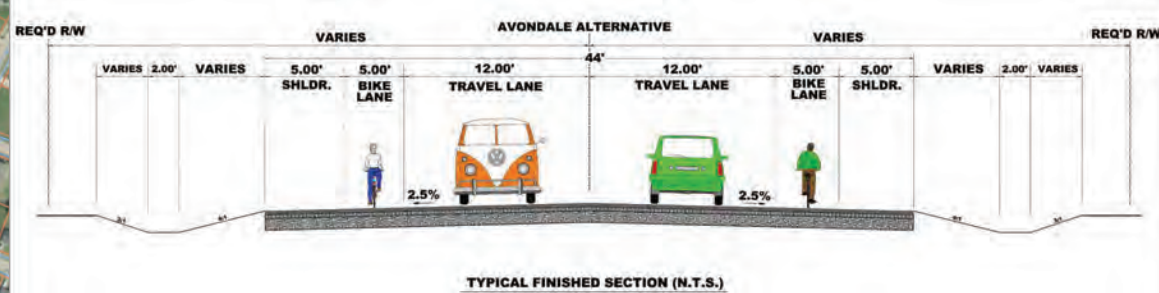 AVONDALE ALTERNATIVE
REQ'D R/W VARIES VARIES REQ'D R/W
44'
VARIES 2.00' VARIES 5.00' 5.00' 12.00' 12.00' 5.00' 5.00' VARIES 2.00' VARIES
SHLDR. BIKE LANE TRAVEL LANE TRAVEL LANE BIKE LANE SHLDR.
2.5% 2.5%
TYPICAL FINISHED SECTION (N.T.S.)